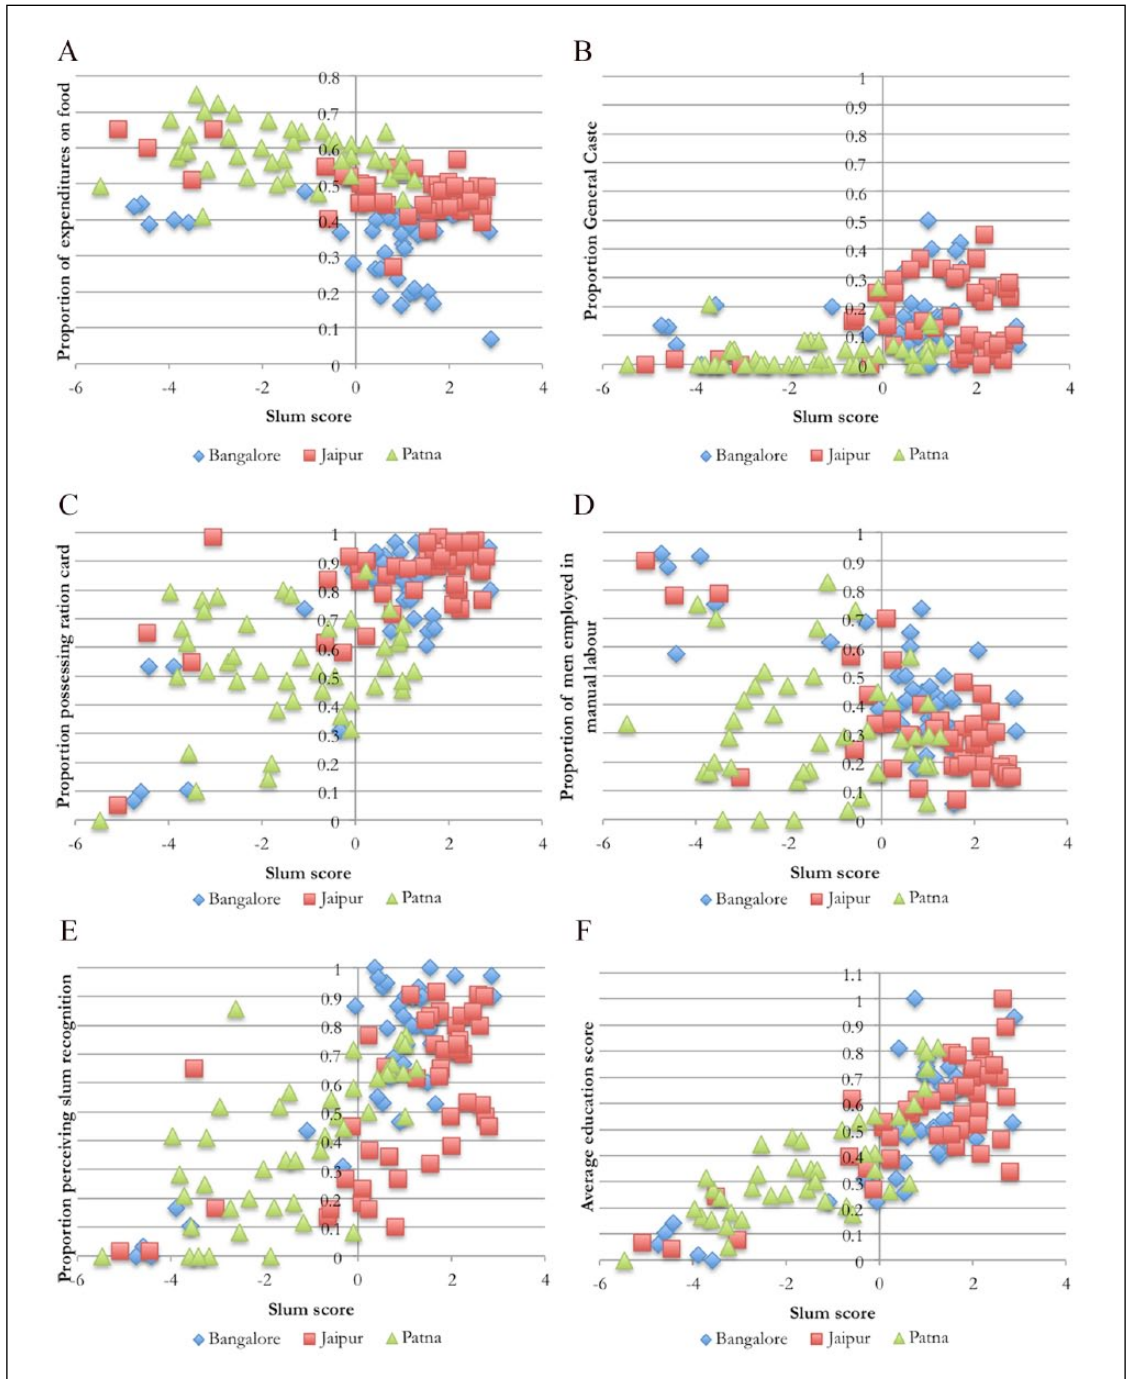 A
B
Proportion of expenditures on food
0.8
0.7
0.6
0.5
0.4
0.3
0.2
0.1
0
-6 -4 -2 0 2 4
Slum score
Bangalore Jaipur Patna
Proportion General Caste
1
0.9
0.8
0.7
0.6
0.5
0.4
0.3
0.2
0.1
0
-6 -4 -2 0 2 4
Slum score
Bangalore Jaipur Patna
C
D
Proportion possessing ration card
1
0.9
0.8
0.7
0.6
0.5
0.4
0.3
0.2
0.1
0
-6 -4 -2 0 2 4
Slum score
Bangalore Jaipur Patna
Proportion of men employed in
manual labour
1
0.9
0.8
0.7
0.6
0.5
0.4
0.3
0.2
0.1
0
-6 -4 -2 0 2 4
Slum score
Bangalore Jaipur Patna
E
F
Proportion perceiving slum recognition
1
0.9
0.8
0.7
0.6
0.5
0.4
0.3
0.2
0.1
0
-6 -4 -2 0 2 4
Slum score
Bangalore Jaipur Patna
Average education score
1.1
1
0.9
0.8
0.7
0.6
0.5
0.4
0.3
0.2
0.1
0
-6 -4 -2 0 2 4
Slum score
Bangalore Jaipur Patna